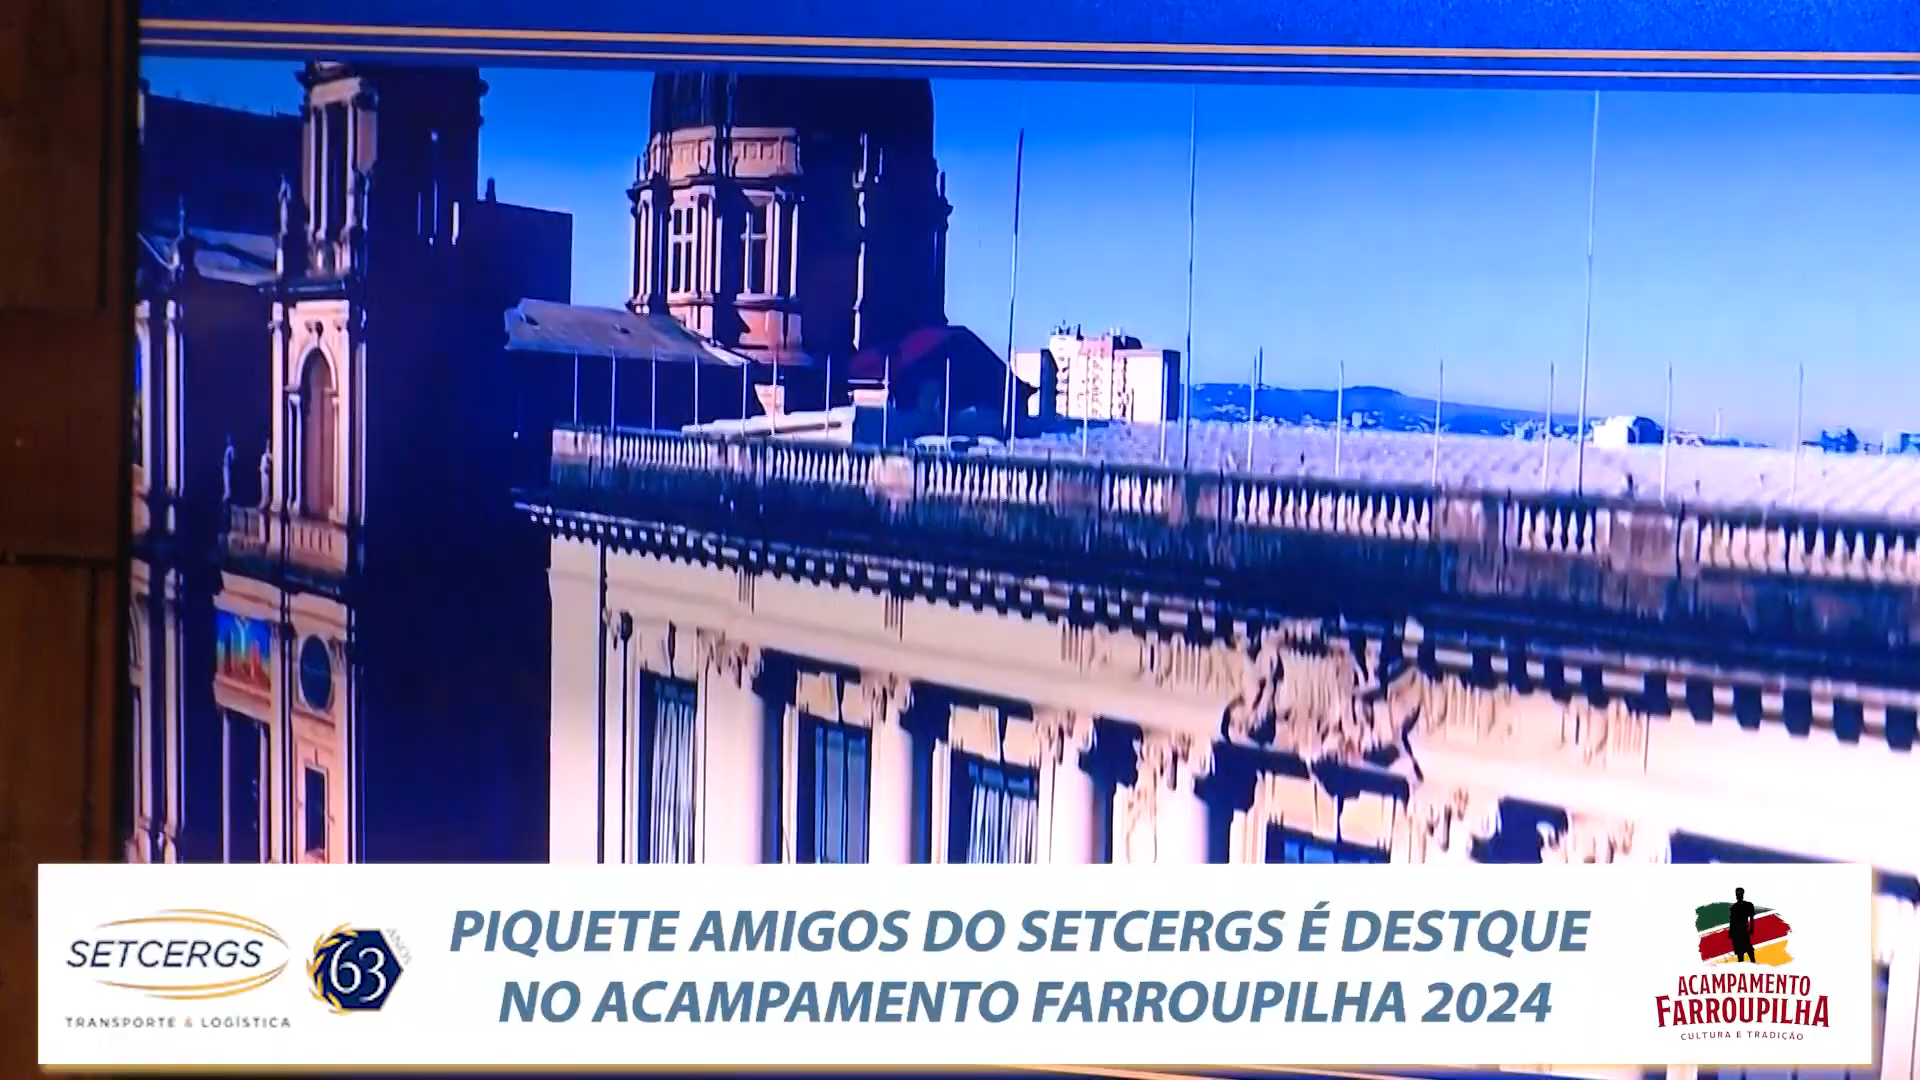 SETCERGS
TRANSPORTE & LOGÍSTICA
63
ANOS
PIQUETE AMIGOS DO SETCERGS É DESTQUE
NO ACAMPAMENTO FARROUPILHA 2024
ACAMPAMENTO
FARROUPILHA
CULTURA E TRADIÇÃO